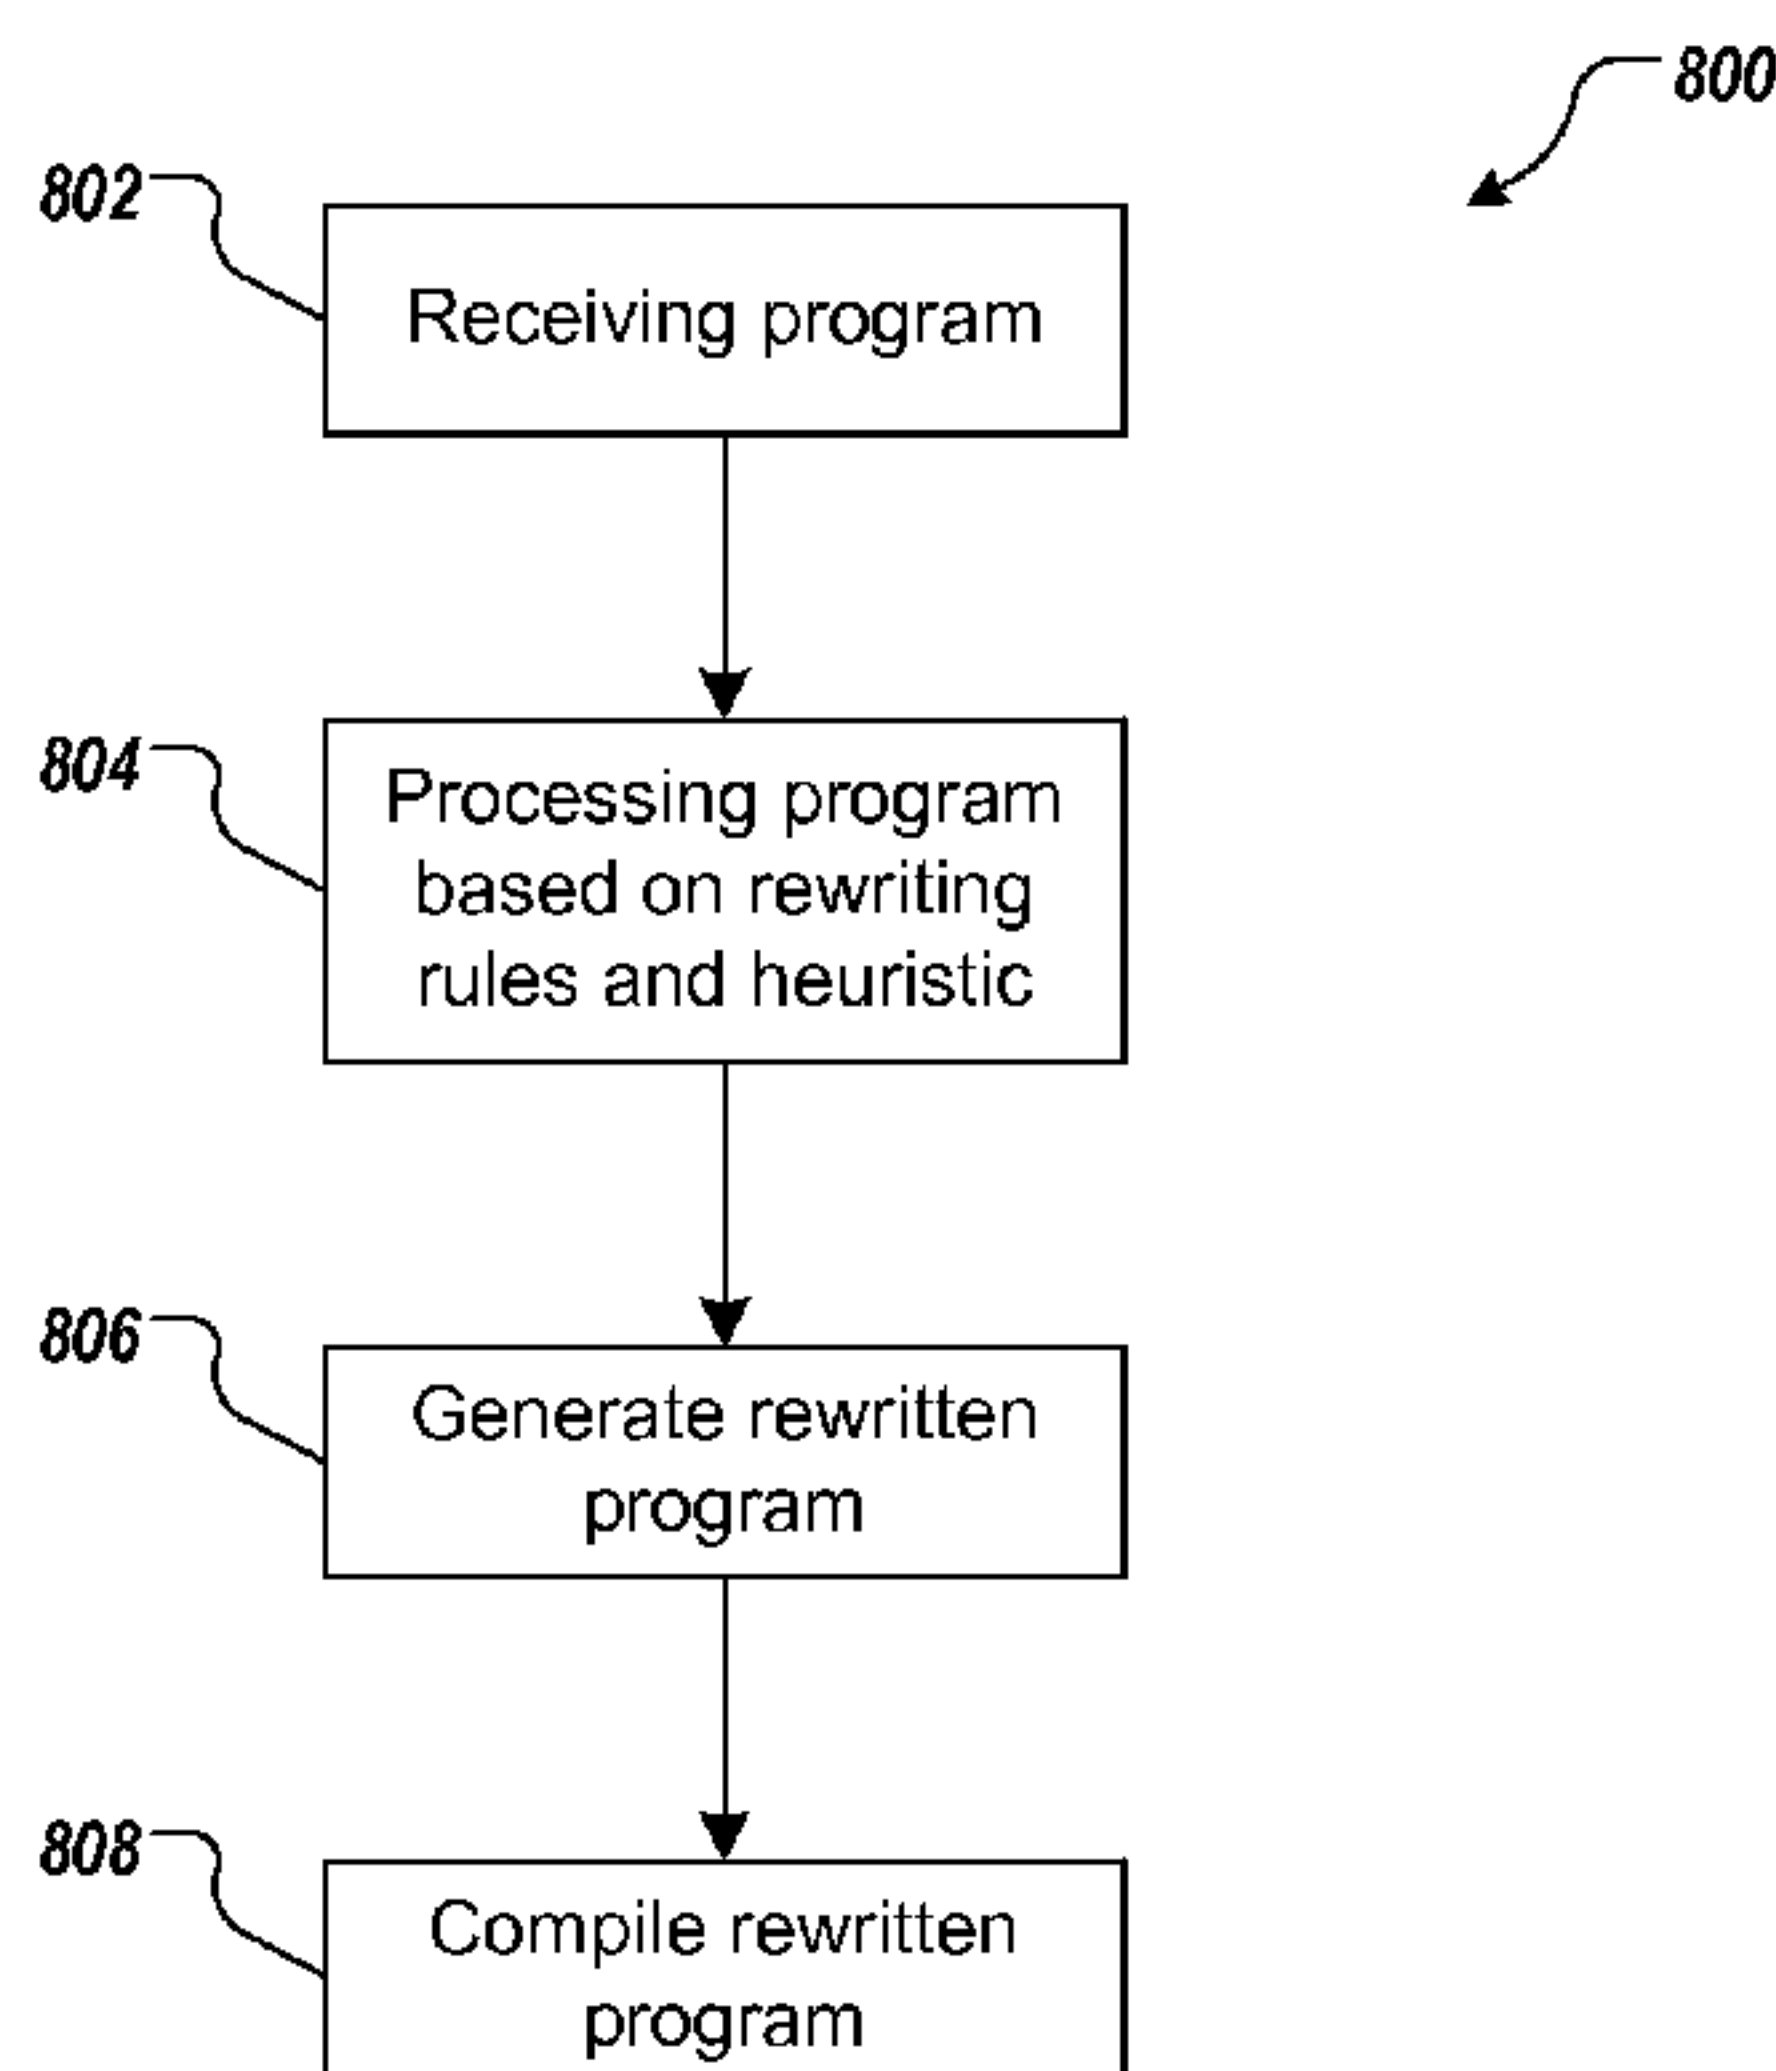 800
802
Receiving program
804
Processing program
based on rewriting
rules and heuristic
806
Generate rewritten
program
808
Compile rewritten
program